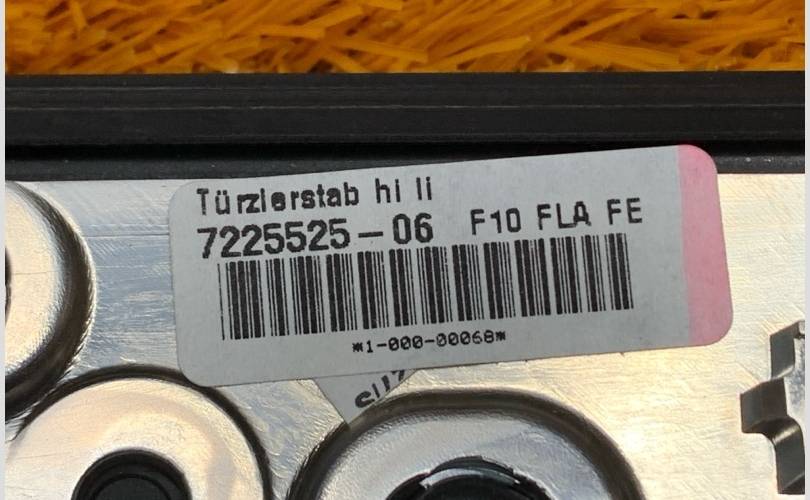 Türzierstab hi li
7225525-06 F10 FLA FE
*1-000-00068*